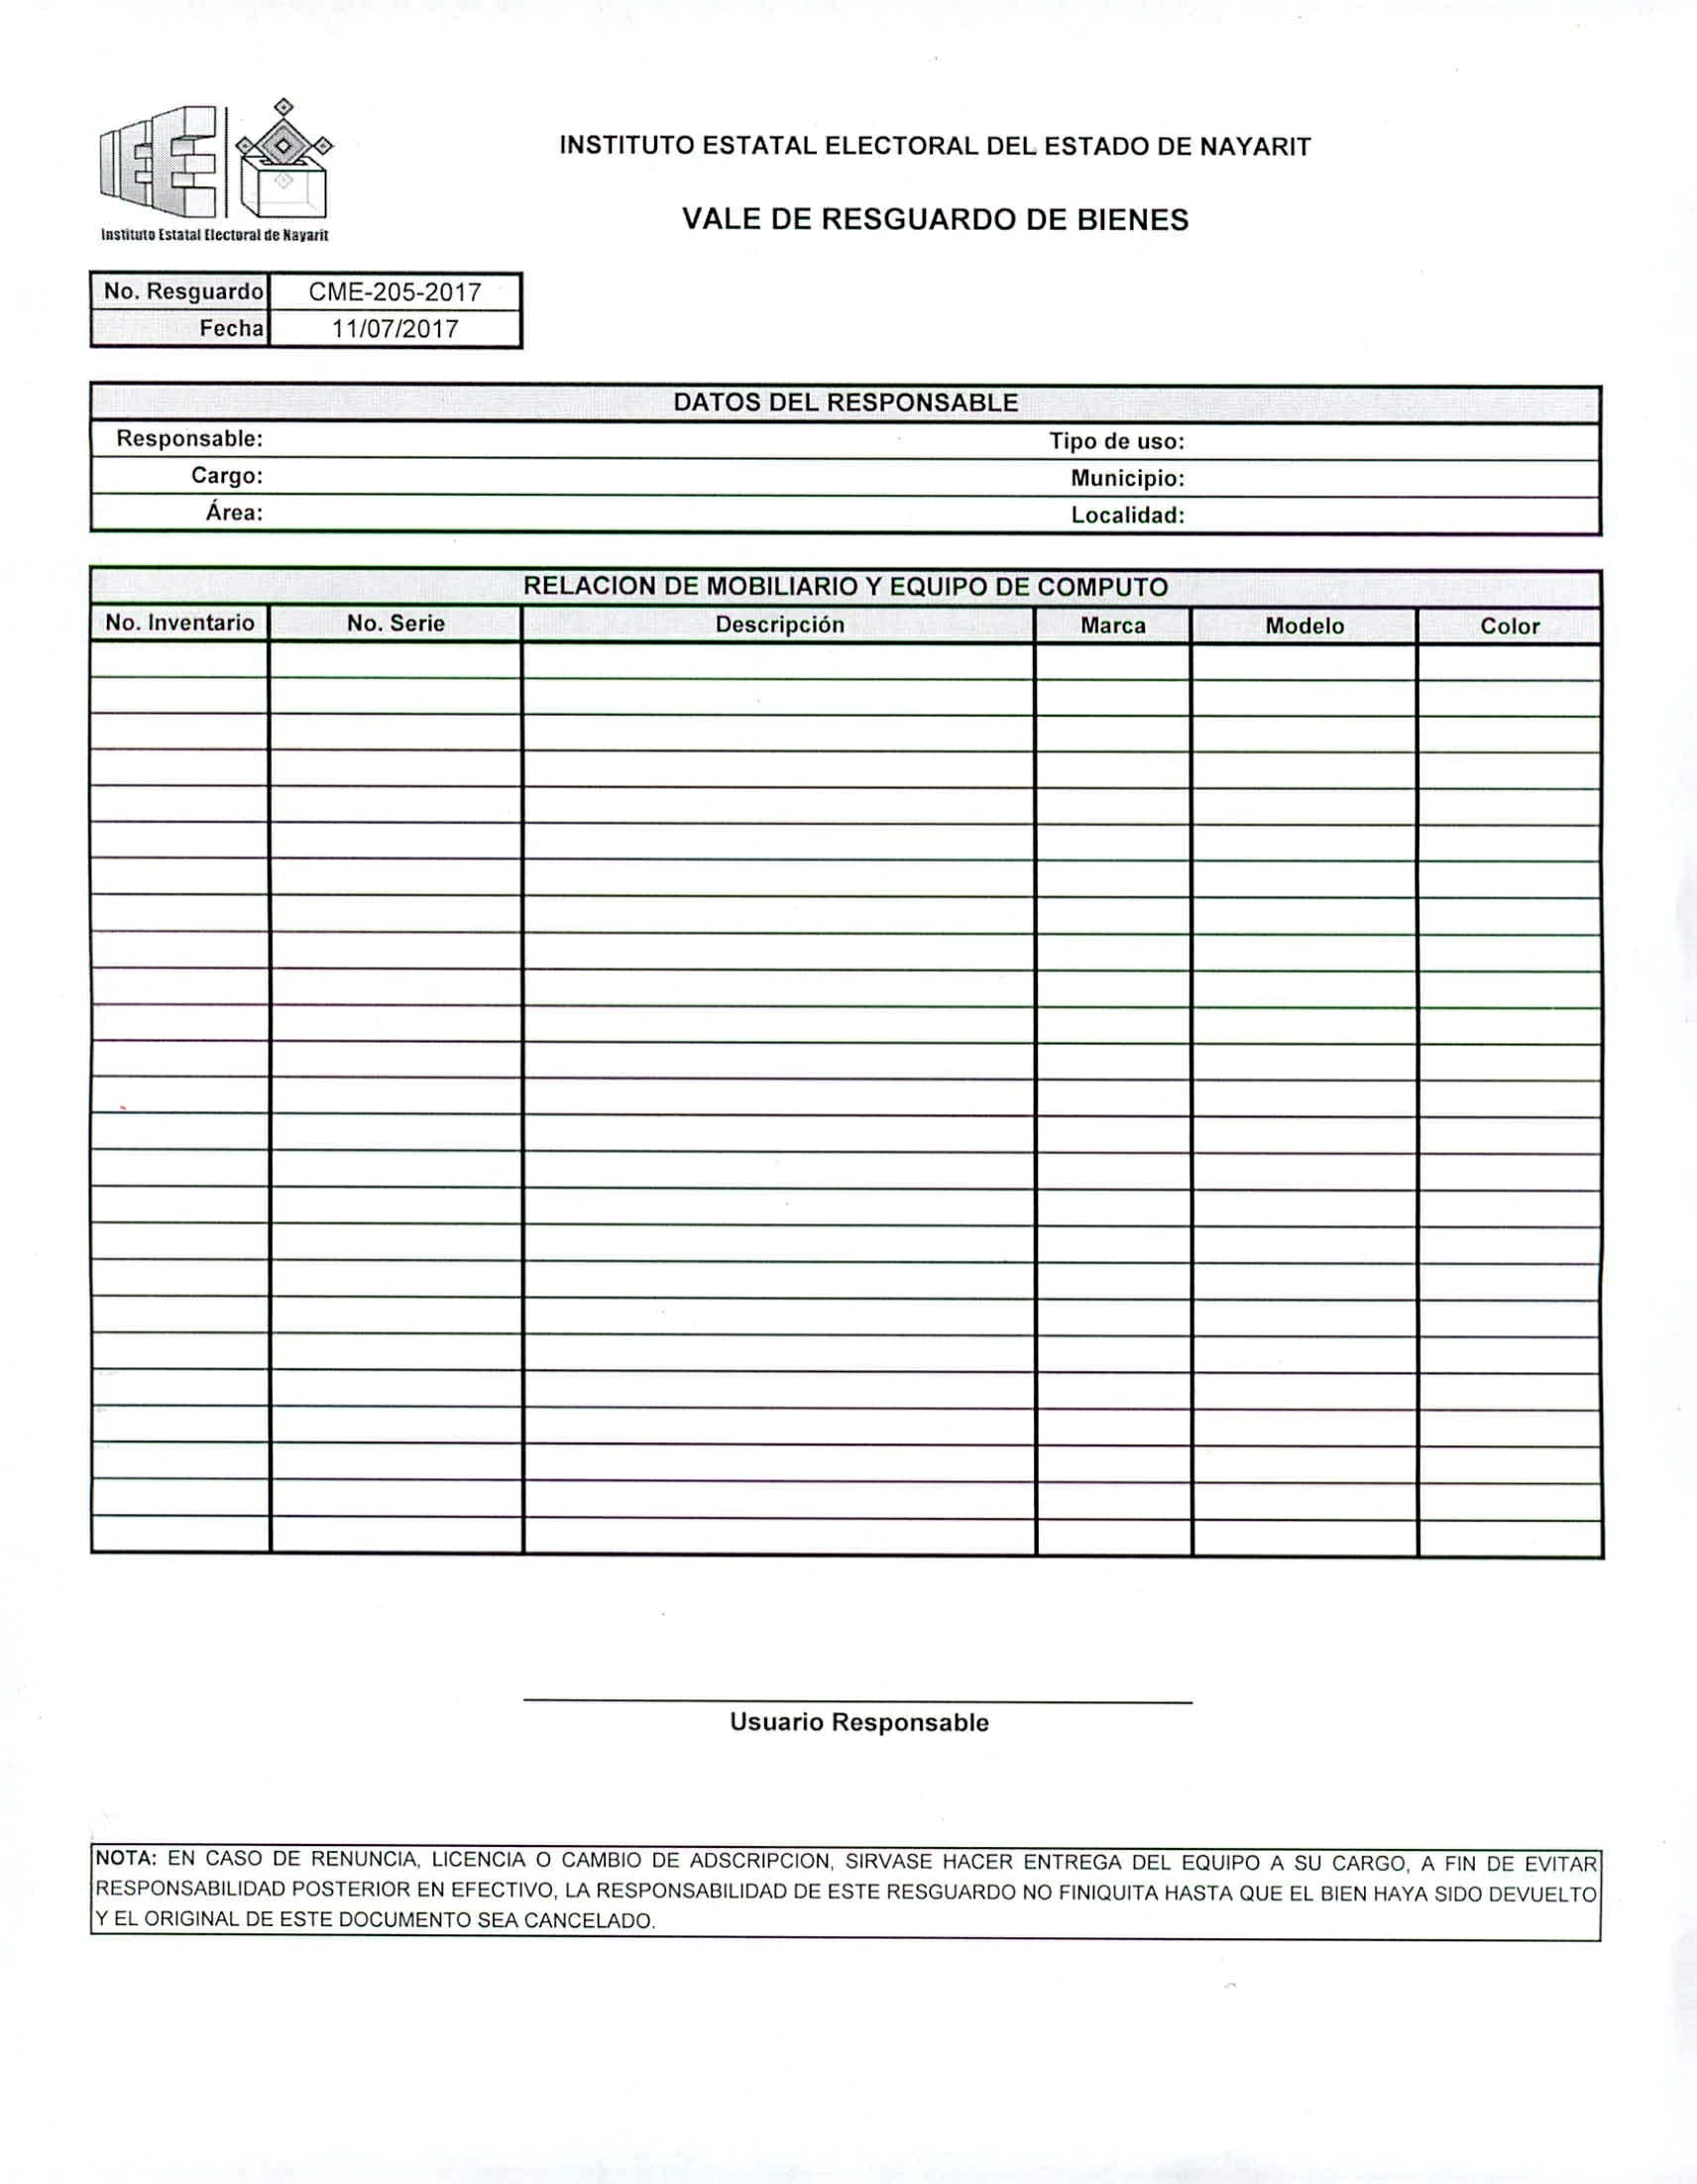 IEE
Instituto Estatal Electoral de Nayarit
INSTITUTO ESTATAL ELECTORAL DEL ESTADO DE NAYARIT
VALE DE RESGUARDO DE BIENES
No. Resguardo CME-205-2017
Fecha 11/07/2017
DATOS DEL RESPONSABLE
Responsable: Tipo de uso:
Cargo: Municipio:
Área: Localidad:
RELACION DE MOBILIARIO Y EQUIPO DE COMPUTO
No. Inventario No. Serie Descripción Marca Modelo Color
Usuario Responsable
NOTA: EN CASO DE RENUNCIA, LICENCIA O CAMBIO DE ADSCRIPCION, SIRVASE HACER ENTREGA DEL EQUIPO A SU CARGO, A FIN DE EVITAR
RESPONSABILIDAD POSTERIOR EN EFECTIVO, LA RESPONSABILIDAD DE ESTE RESGUARDO NO FINIQUITA HASTA QUE EL BIEN HAYA SIDO DEVUELTO
Y EL ORIGINAL DE ESTE DOCUMENTO SEA CANCELADO.